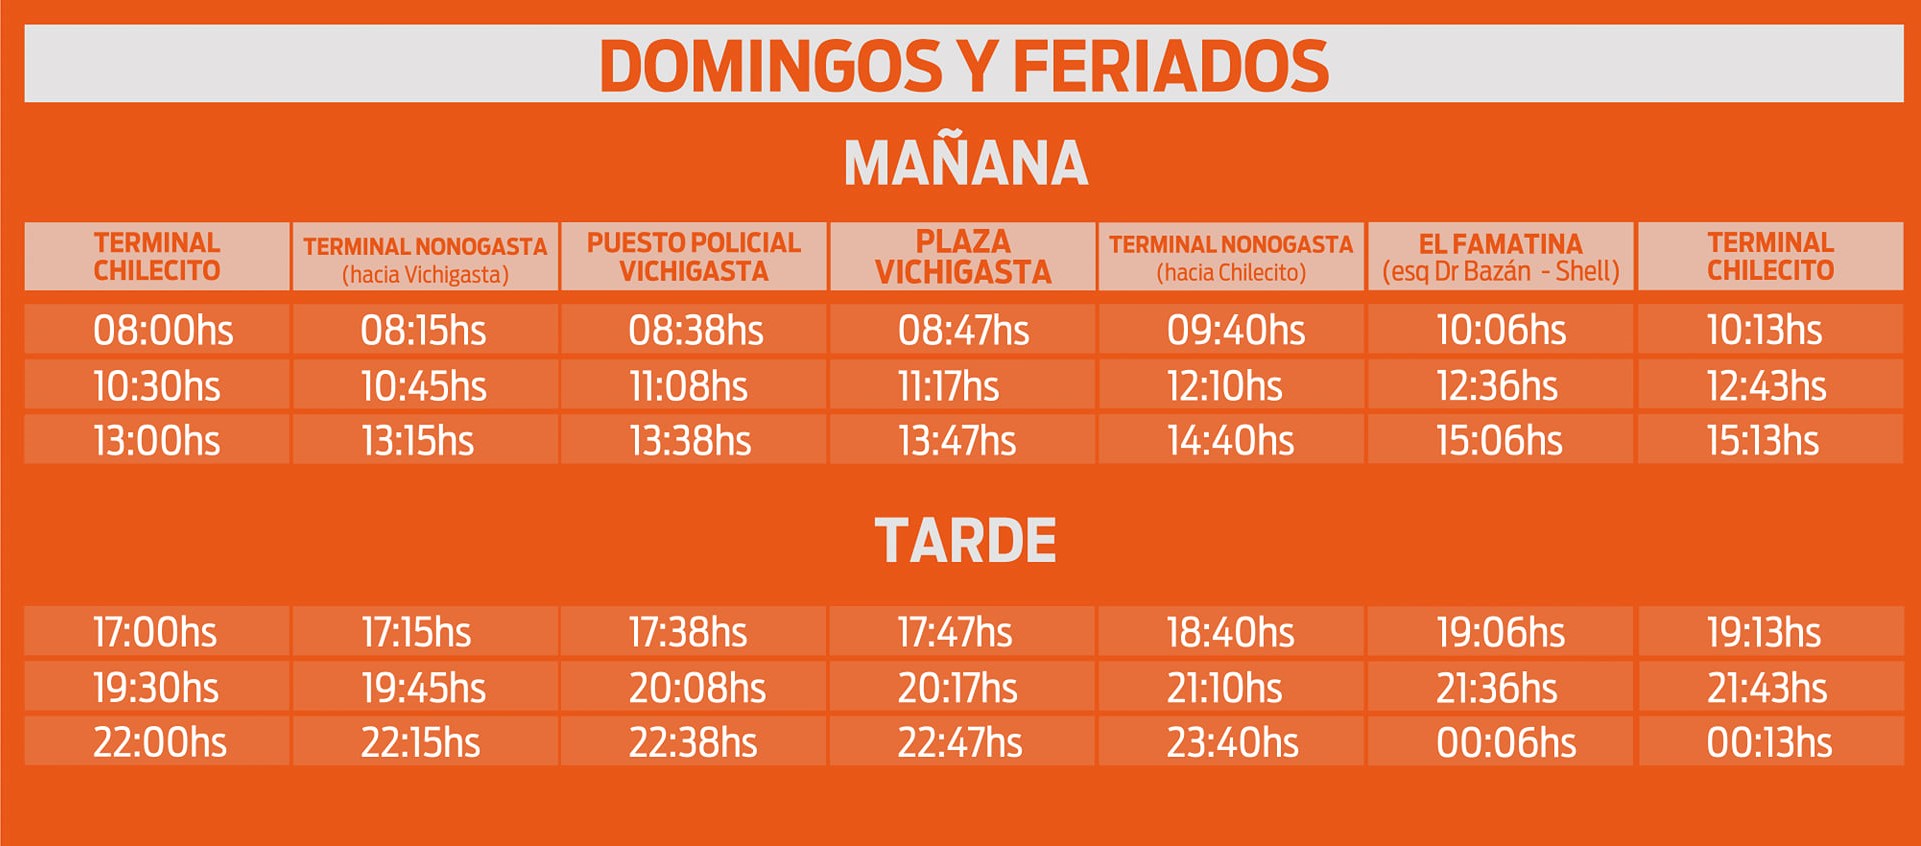 DOMINGOS Y FERIADOS
MAÑANA
TERMINAL CHILECITO TERMINAL NONOGASTA (hacia Vichigasta) PUESTO POLICIAL VICHIGASTA PLAZA VICHIGASTA TERMINAL NONOGASTA (hacia Chilecito) EL FAMATINA (esq Dr Bazán - Shell) TERMINAL CHILECITO
08:00hs 08:15hs 08:38hs 08:47hs 09:40hs 10:06hs 10:13hs
10:30hs 10:45hs 11:08hs 11:17hs 12:10hs 12:36hs 12:43hs
13:00hs 13:15hs 13:38hs 13:47hs 14:40hs 15:06hs 15:13hs
TARDE
17:00hs 17:15hs 17:38hs 17:47hs 18:40hs 19:06hs 19:13hs
19:30hs 19:45hs 20:08hs 20:17hs 21:10hs 21:36hs 21:43hs
22:00hs 22:15hs 22:38hs 22:47hs 23:40hs 00:06hs 00:13hs